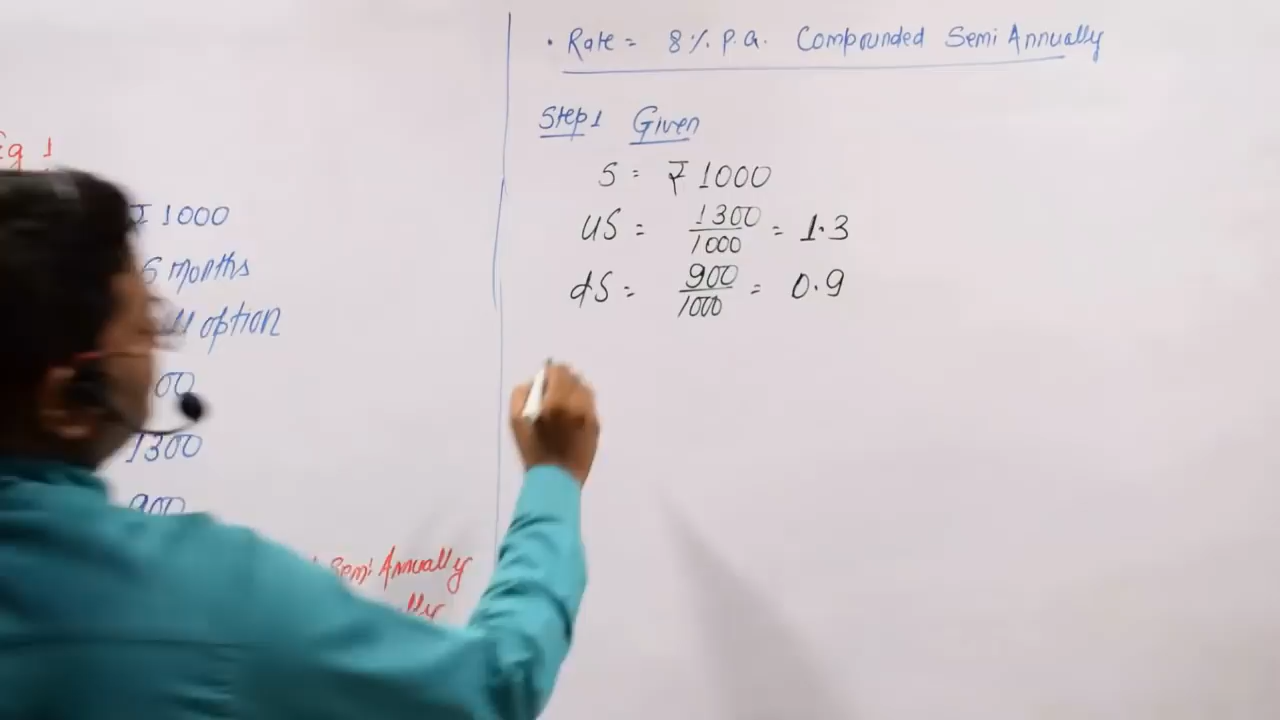 Eg 1
₹ 1000
6 months
option
00
1300
900
Semi Annually
lly
• Rate = 8 % p.a. Compounded Semi Annually
Step 1 Given
S = ₹ 1000
US = 1300/1000 = 1.3
dS = 900/1000 = 0.9